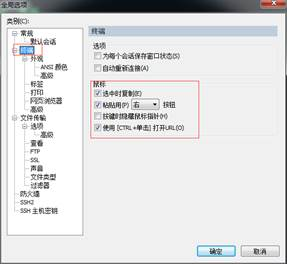 全局选项
类别(C):
常规
默认会话
终端
外观
ANSI 颜色
高级
标签
打印
网页浏览器
高级
文件传输
选项
高级
查看
FTP
SSL
声音
文件类型
过滤器
防火墙
SSH2
SSH 主机密钥
终端
选项
为每个会话保存窗口状态(S)
自动重新连接(A)
鼠标
选中时复制(E)
粘贴用(P) 右 按钮
按键时隐藏鼠标指针(H)
使用 [CTRL+单击] 打开URL(O)
确定
取消